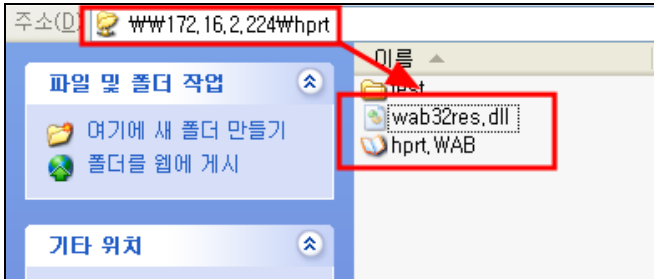 주소(D) ₩₩172.16.2.224₩hprt
이름
파일 및 폴더 작업
test
wab32res.dll
여기에 새 폴더 만들기
hprt.WAB
폴더를 웹에 게시
기타 위치